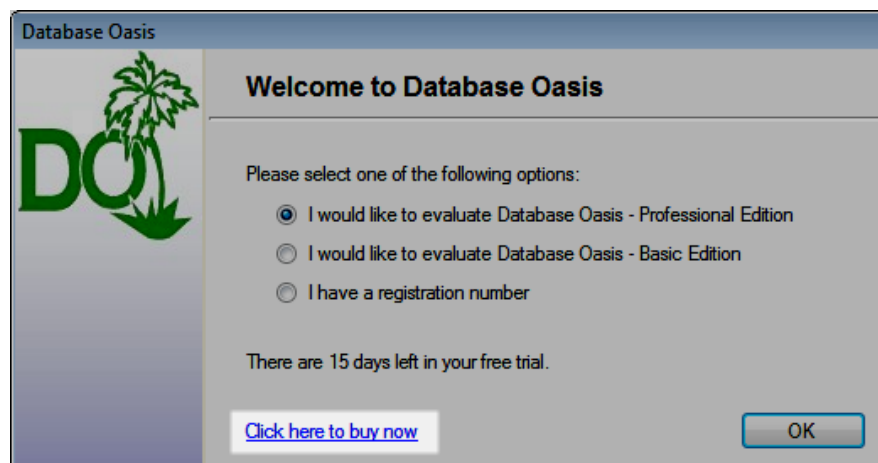 Database Oasis
DO
Welcome to Database Oasis
Please select one of the following options:
I would like to evaluate Database Oasis - Professional Edition
I would like to evaluate Database Oasis - Basic Edition
I have a registration number
There are 15 days left in your free trial.
Click here to buy now
OK